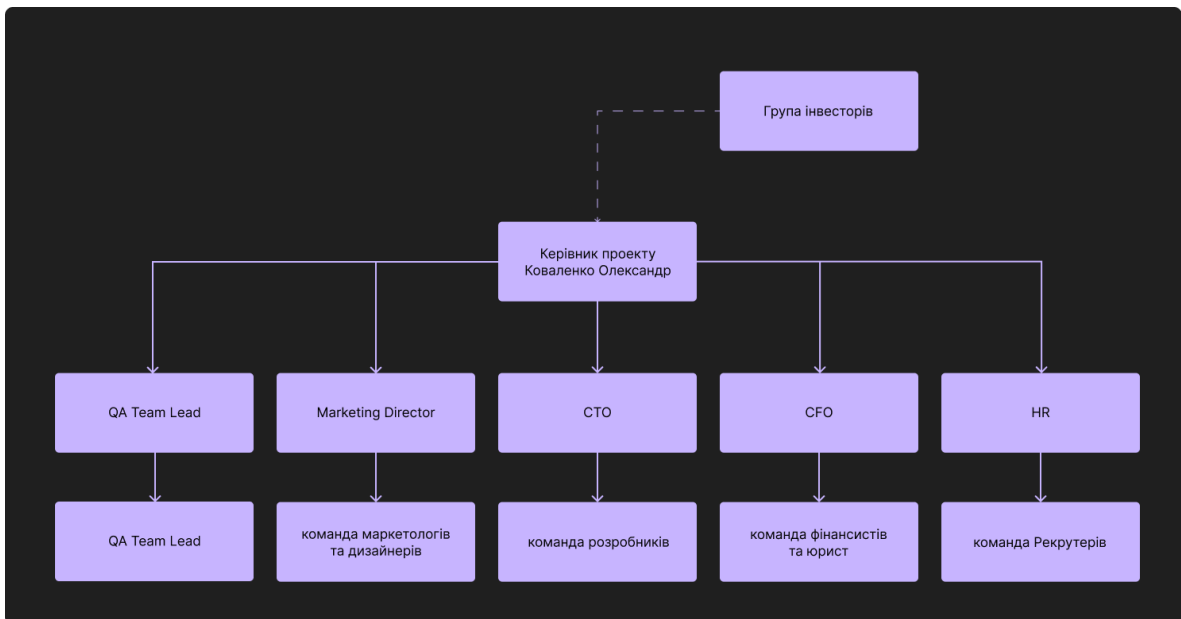 Група інвесторів
Керівник проекту
Коваленко Олександр
QA Team Lead
Marketing Director
CTO
CFO
HR
QA Team Lead
команда маркетологів
та дизайнерів
команда розробників
команда фінансистів
та юрист
команда Рекрутерів